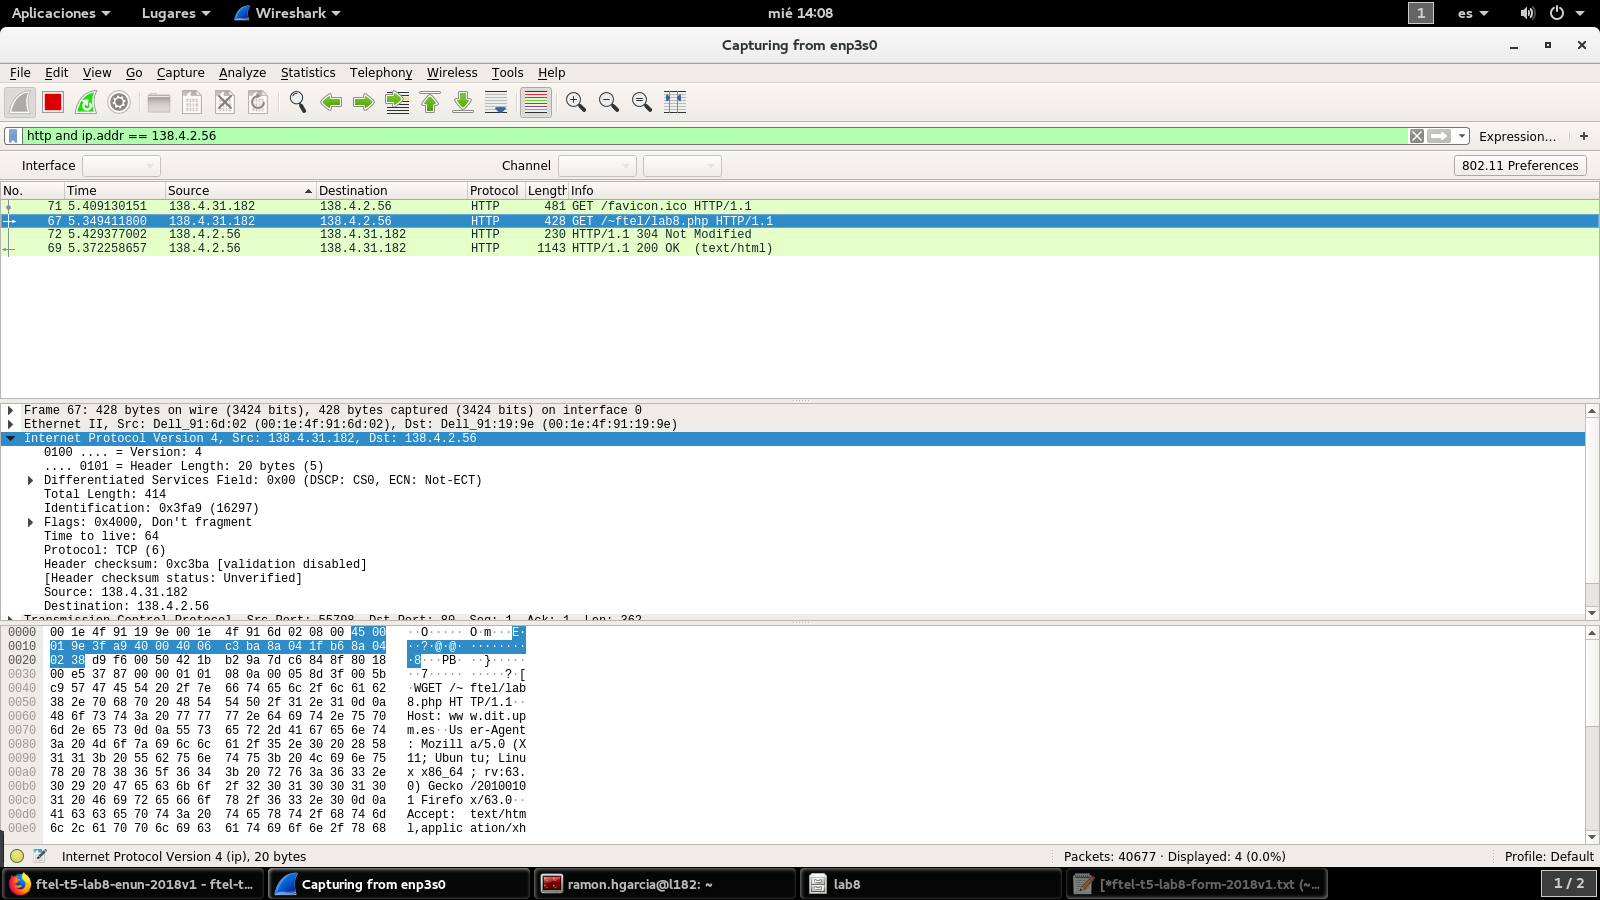 Aplicaciones Lugares Wireshark mié 14:08 1 es
Capturing from enp3s0
File Edit View Go Capture Analyze Statistics Telephony Wireless Tools Help
http and ip.addr == 138.4.2.56 Expression… +
Interface Channel 802.11 Preferences
No. Time Source Destination Protocol Length Info
71 5.409130151 138.4.31.182 138.4.2.56 HTTP 481 GET /favicon.ico HTTP/1.1
67 5.349411800 138.4.31.182 138.4.2.56 HTTP 428 GET /~ftel/lab8.php HTTP/1.1
72 5.429377002 138.4.2.56 138.4.31.182 HTTP 230 HTTP/1.1 304 Not Modified
69 5.372258657 138.4.2.56 138.4.31.182 HTTP 1143 HTTP/1.1 200 OK  (text/html)
Frame 67: 428 bytes on wire (3424 bits), 428 bytes captured (3424 bits) on interface 0
Ethernet II, Src: Dell_91:6d:02 (00:1e:4f:91:6d:02), Dst: Dell_91:19:9e (00:1e:4f:91:19:9e)
Internet Protocol Version 4, Src: 138.4.31.182, Dst: 138.4.2.56
0100 .... = Version: 4
.... 0101 = Header Length: 20 bytes (5)
Differentiated Services Field: 0x00 (DSCP: CS0, ECN: Not-ECT)
Total Length: 414
Identification: 0x3fa9 (16297)
Flags: 0x4000, Don't fragment
Time to live: 64
Protocol: TCP (6)
Header checksum: 0xc3ba [validation disabled]
[Header checksum status: Unverified]
Source: 138.4.31.182
Destination: 138.4.2.56
Transmission Control Protocol, Src Port: 55798, Dst Port: 80, Seq: 1, Ack: 1, Len: 362
0000 00 1e 4f 91 19 9e 00 1e 4f 91 6d 02 08 00 45 00 ··O····· O·m···E·
0010 01 9e 3f a9 40 00 40 06 c3 ba 8a 04 1f b6 8a 04 ··?·@·@· ········
0020 02 38 d9 f6 00 50 42 1b b2 9a 7d c6 84 8f 80 18 ·8···PB· ··}·····
0030 00 e5 37 87 00 00 01 01 08 0a 00 05 8d 3f 00 5b ··7····· ·····?·[
0040 c9 57 47 45 54 20 2f 7e 66 74 65 6c 2f 6c 61 62 ·WGET /~ ftel/lab
0050 38 2e 70 68 70 20 48 54 54 50 2f 31 2e 31 0d 0a 8.php HT TP/1.1··
0060 48 6f 73 74 3a 20 77 77 77 2e 64 69 74 2e 75 70 Host: ww w.dit.up
0070 6d 2e 65 73 0d 0a 55 73 65 72 2d 41 67 65 6e 74 m.es··Us er-Agent
0080 3a 20 4d 6f 7a 69 6c 6c 61 2f 35 2e 30 20 28 58 : Mozill a/5.0 (X
0090 31 31 3b 20 55 62 75 6e 74 75 3b 20 4c 69 6e 75 11; Ubun tu; Linu
00a0 78 20 78 38 36 5f 36 34 3b 20 72 76 3a 36 33 2e x x86_64 ; rv:63.
00b0 30 29 20 47 65 63 6b 6f 2f 32 30 31 30 30 31 30 0) Gecko /2010010
00c0 31 20 46 69 72 65 66 6f 78 2f 36 33 2e 30 0d 0a 1 Firefo x/63.0··
00d0 41 63 63 65 70 74 3a 20 74 65 78 74 2f 68 74 6d Accept:  text/htm
00e0 6c 2c 61 70 70 6c 69 63 61 74 69 6f 6e 2f 78 68 l,applic ation/xh
Internet Protocol Version 4 (ip), 20 bytes Packets: 40677 · Displayed: 4 (0.0%) Profile: Default
ftel-t5-lab8-enun-2018v1 - ftel-t… Capturing from enp3s0 ramon.hgarcia@l182: ~ lab8 [*ftel-t5-lab8-form-2018v1.txt (~… 1 / 2